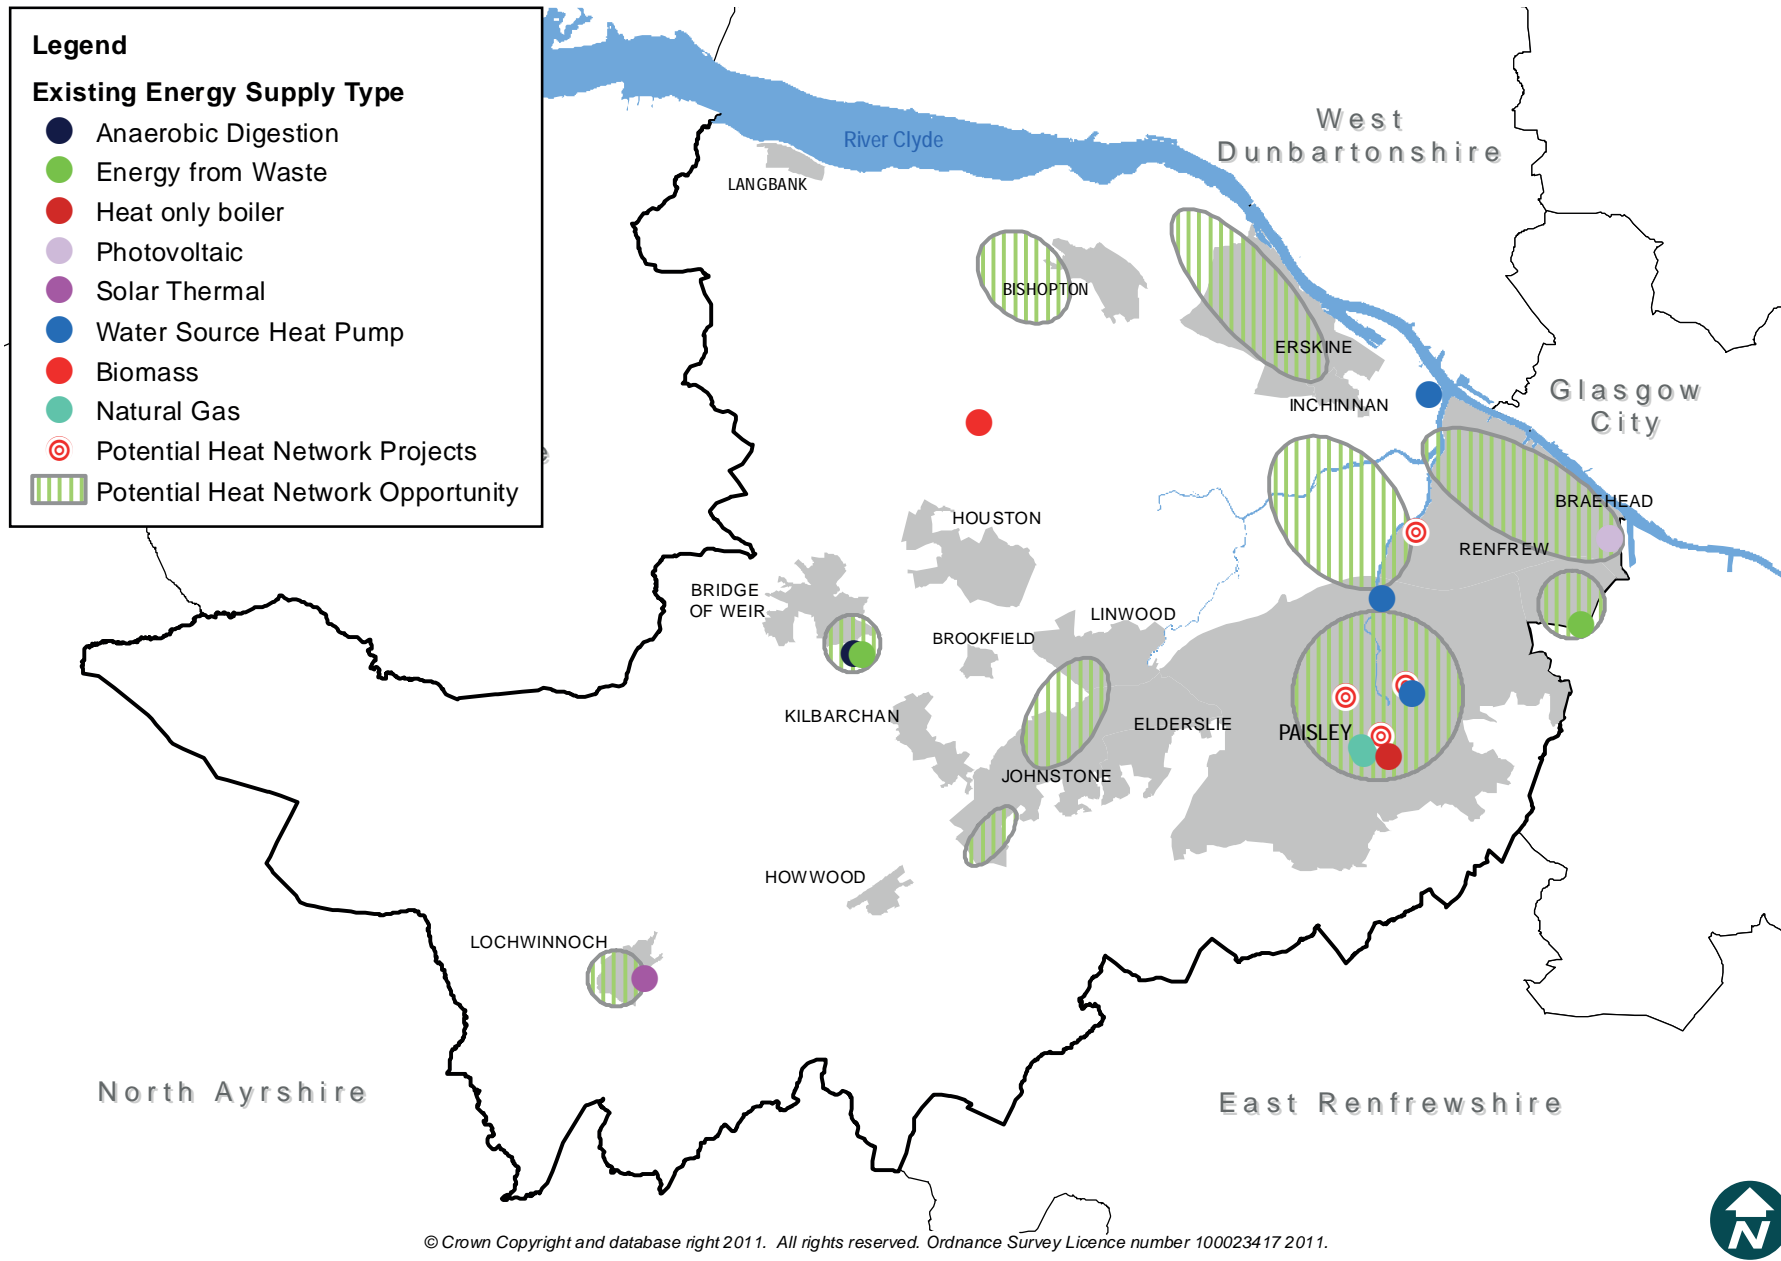 Legend
Existing Energy Supply Type
Anaerobic Digestion
Energy from Waste
Heat only boiler
Photovoltaic
Solar Thermal
Water Source Heat Pump
Biomass
Natural Gas
Potential Heat Network Projects
Potential Heat Network Opportunity
West
Dunbartonshire
River Clyde
LANGBANK
BISHOPTON
ERSKINE
INCHINNAN
Glasgow
City
BRAEHEAD
RENFREW
HOUSTON
BRIDGE
OF WEIR
LINWOOD
BROOKFIELD
KILBARCHAN
ELDERSLIE
PAISLEY
JOHNSTONE
HOWWOOD
LOCHWINNOCH
North Ayrshire
East Renfrewshire
N
© Crown Copyright and database right 2011. All rights reserved. Ordnance Survey Licence number 100023417 2011.